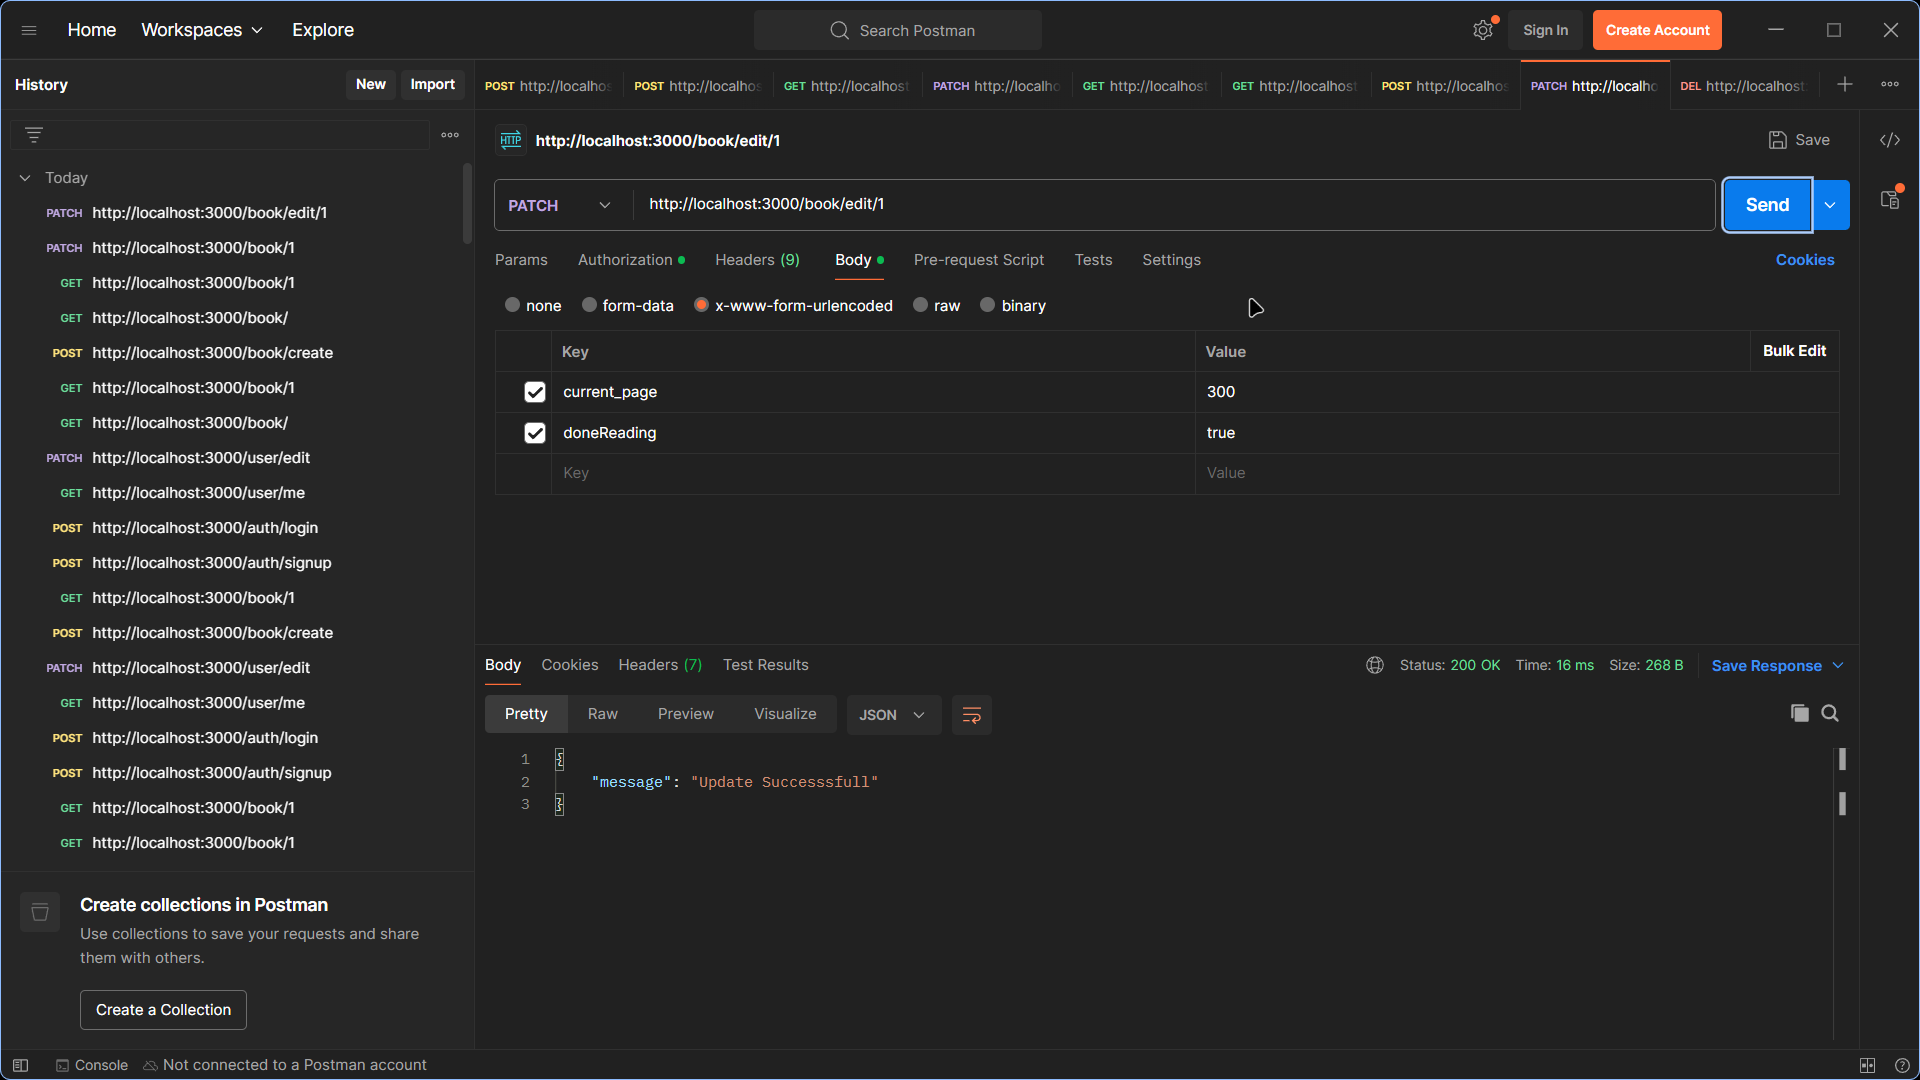 Home Workspaces Explore Search Postman Sign In Create Account
History New Import
POST http://localhos POST http://localhos GET http://localhost PATCH http://localho GET http://localhost GET http://localhost POST http://localhos PATCH http://localho DEL http://localhost:
HTTP http://localhost:3000/book/edit/1 Save
Today
PATCH http://localhost:3000/book/edit/1
PATCH http://localhost:3000/book/1
GET http://localhost:3000/book/1
GET http://localhost:3000/book/
POST http://localhost:3000/book/create
GET http://localhost:3000/book/1
GET http://localhost:3000/book/
PATCH http://localhost:3000/user/edit
GET http://localhost:3000/user/me
POST http://localhost:3000/auth/login
POST http://localhost:3000/auth/signup
GET http://localhost:3000/book/1
POST http://localhost:3000/book/create
PATCH http://localhost:3000/user/edit
GET http://localhost:3000/user/me
POST http://localhost:3000/auth/login
POST http://localhost:3000/auth/signup
GET http://localhost:3000/book/1
GET http://localhost:3000/book/1
Create collections in Postman
Use collections to save your requests and share
them with others.
Create a Collection
PATCH http://localhost:3000/book/edit/1 Send
Params Authorization Headers (9) Body Pre-request Script Tests Settings Cookies
none form-data x-www-form-urlencoded raw binary
Key Value Bulk Edit
current_page 300
doneReading true
Key Value
Body Cookies Headers (7) Test Results Status: 200 OK Time: 16 ms Size: 268 B Save Response
Pretty Raw Preview Visualize JSON
1 {
2 "message": "Update Successsfull"
3 }
Console Not connected to a Postman account